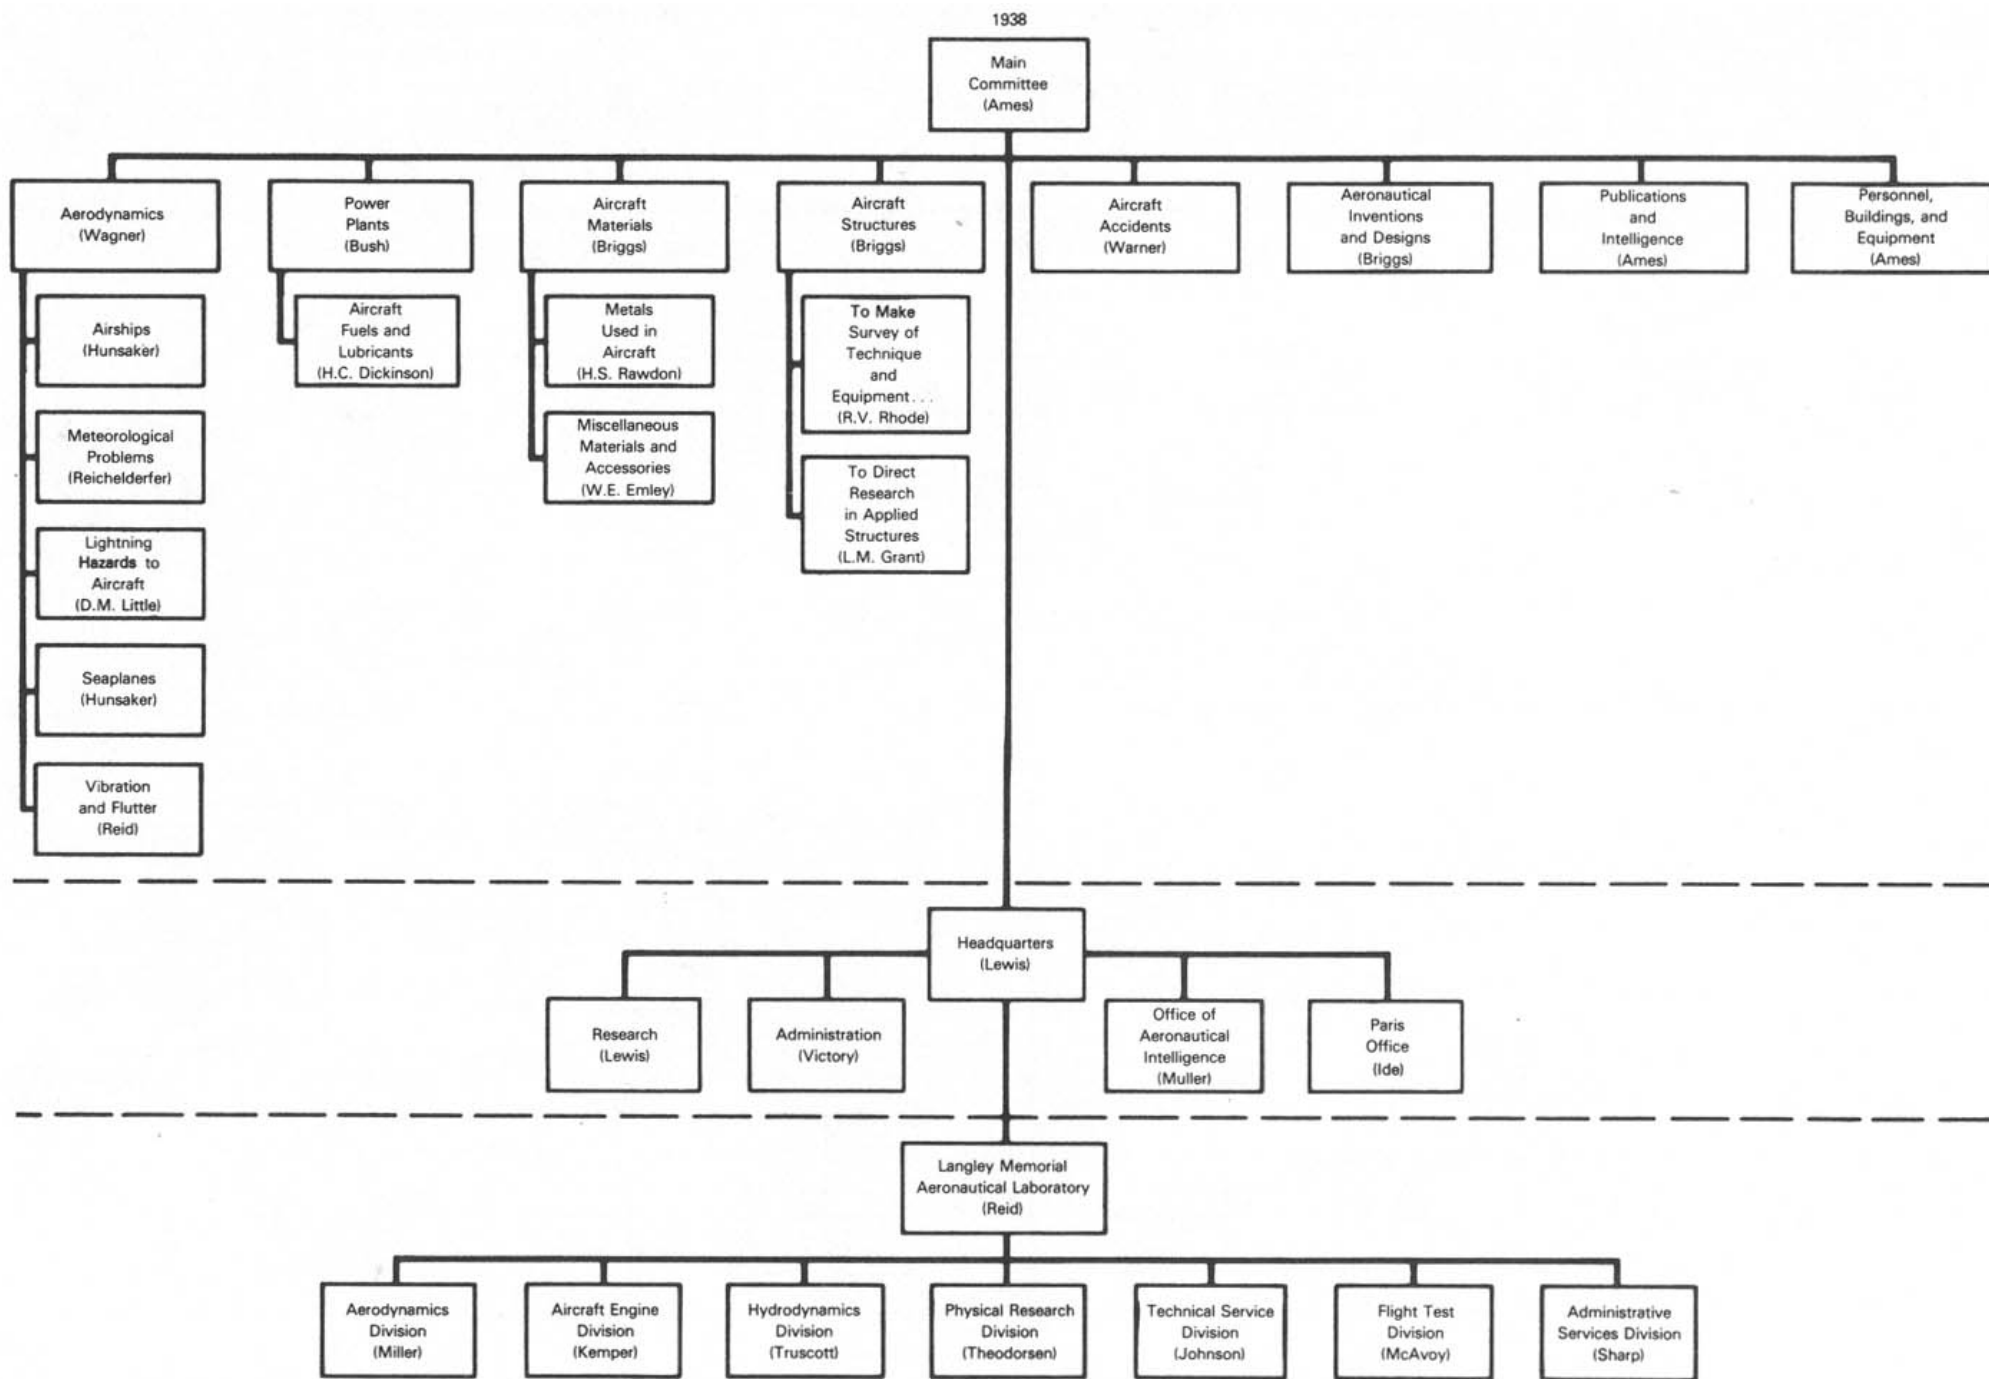 1938
Main
Committee
(Ames)
Aerodynamics
(Wagner)
Power
Plants
(Bush)
Aircraft
Materials
(Briggs)
Aircraft
Structures
(Briggs)
Aircraft
Accidents
(Warner)
Aeronautical
Inventions
and Designs
(Briggs)
Publications
and
Intelligence
(Ames)
Personnel,
Buildings, and
Equipment
(Ames)
Airships
(Hunsaker)
Meteorological
Problems
(Reichelderfer)
Lightning
Hazards to
Aircraft
(D.M. Little)
Seaplanes
(Hunsaker)
Vibration
and Flutter
(Reid)
Aircraft
Fuels and
Lubricants
(H.C. Dickinson)
Metals
Used in
Aircraft
(H.S. Rawdon)
Miscellaneous
Materials and
Accessories
(W.E. Emley)
To Make
Survey of
Technique
and
Equipment...
(R.V. Rhode)
To Direct
Research
in Applied
Structures
(L.M. Grant)
Headquarters
(Lewis)
Research
(Lewis)
Administration
(Victory)
Office of
Aeronautical
Intelligence
(Muller)
Paris
Office
(Ide)
Langley Memorial
Aeronautical Laboratory
(Reid)
Aerodynamics
Division
(Miller)
Aircraft Engine
Division
(Kemper)
Hydrodynamics
Division
(Truscott)
Physical Research
Division
(Theodorsen)
Technical Service
Division
(Johnson)
Flight Test
Division
(McAvoy)
Administrative
Services Division
(Sharp)